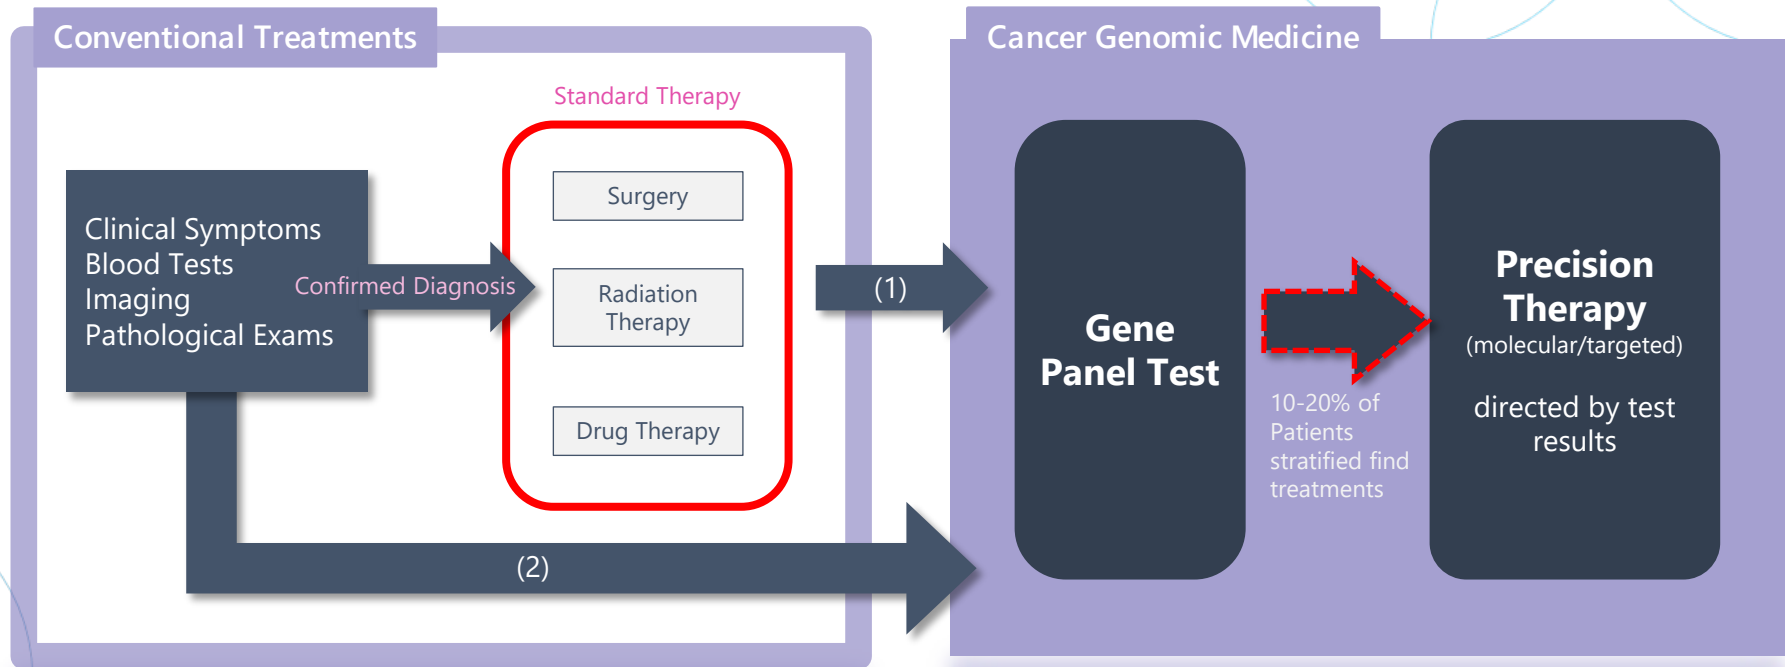 Conventional Treatments
Standard Therapy
Clinical Symptoms
Blood Tests
Imaging
Pathological Exams
Confirmed Diagnosis
Surgery
Radiation
Therapy
Drug Therapy
(1)
(2)
Cancer Genomic Medicine
Gene
Panel Test
10-20% of
Patients
stratified find
treatments
Precision
Therapy
(molecular/targeted)
directed by test
results